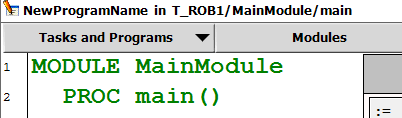 NewProgramName in T_ROB1/MainModule/main
Tasks and Programs Modules
1 MODULE MainModule
2 PROC main()
:=